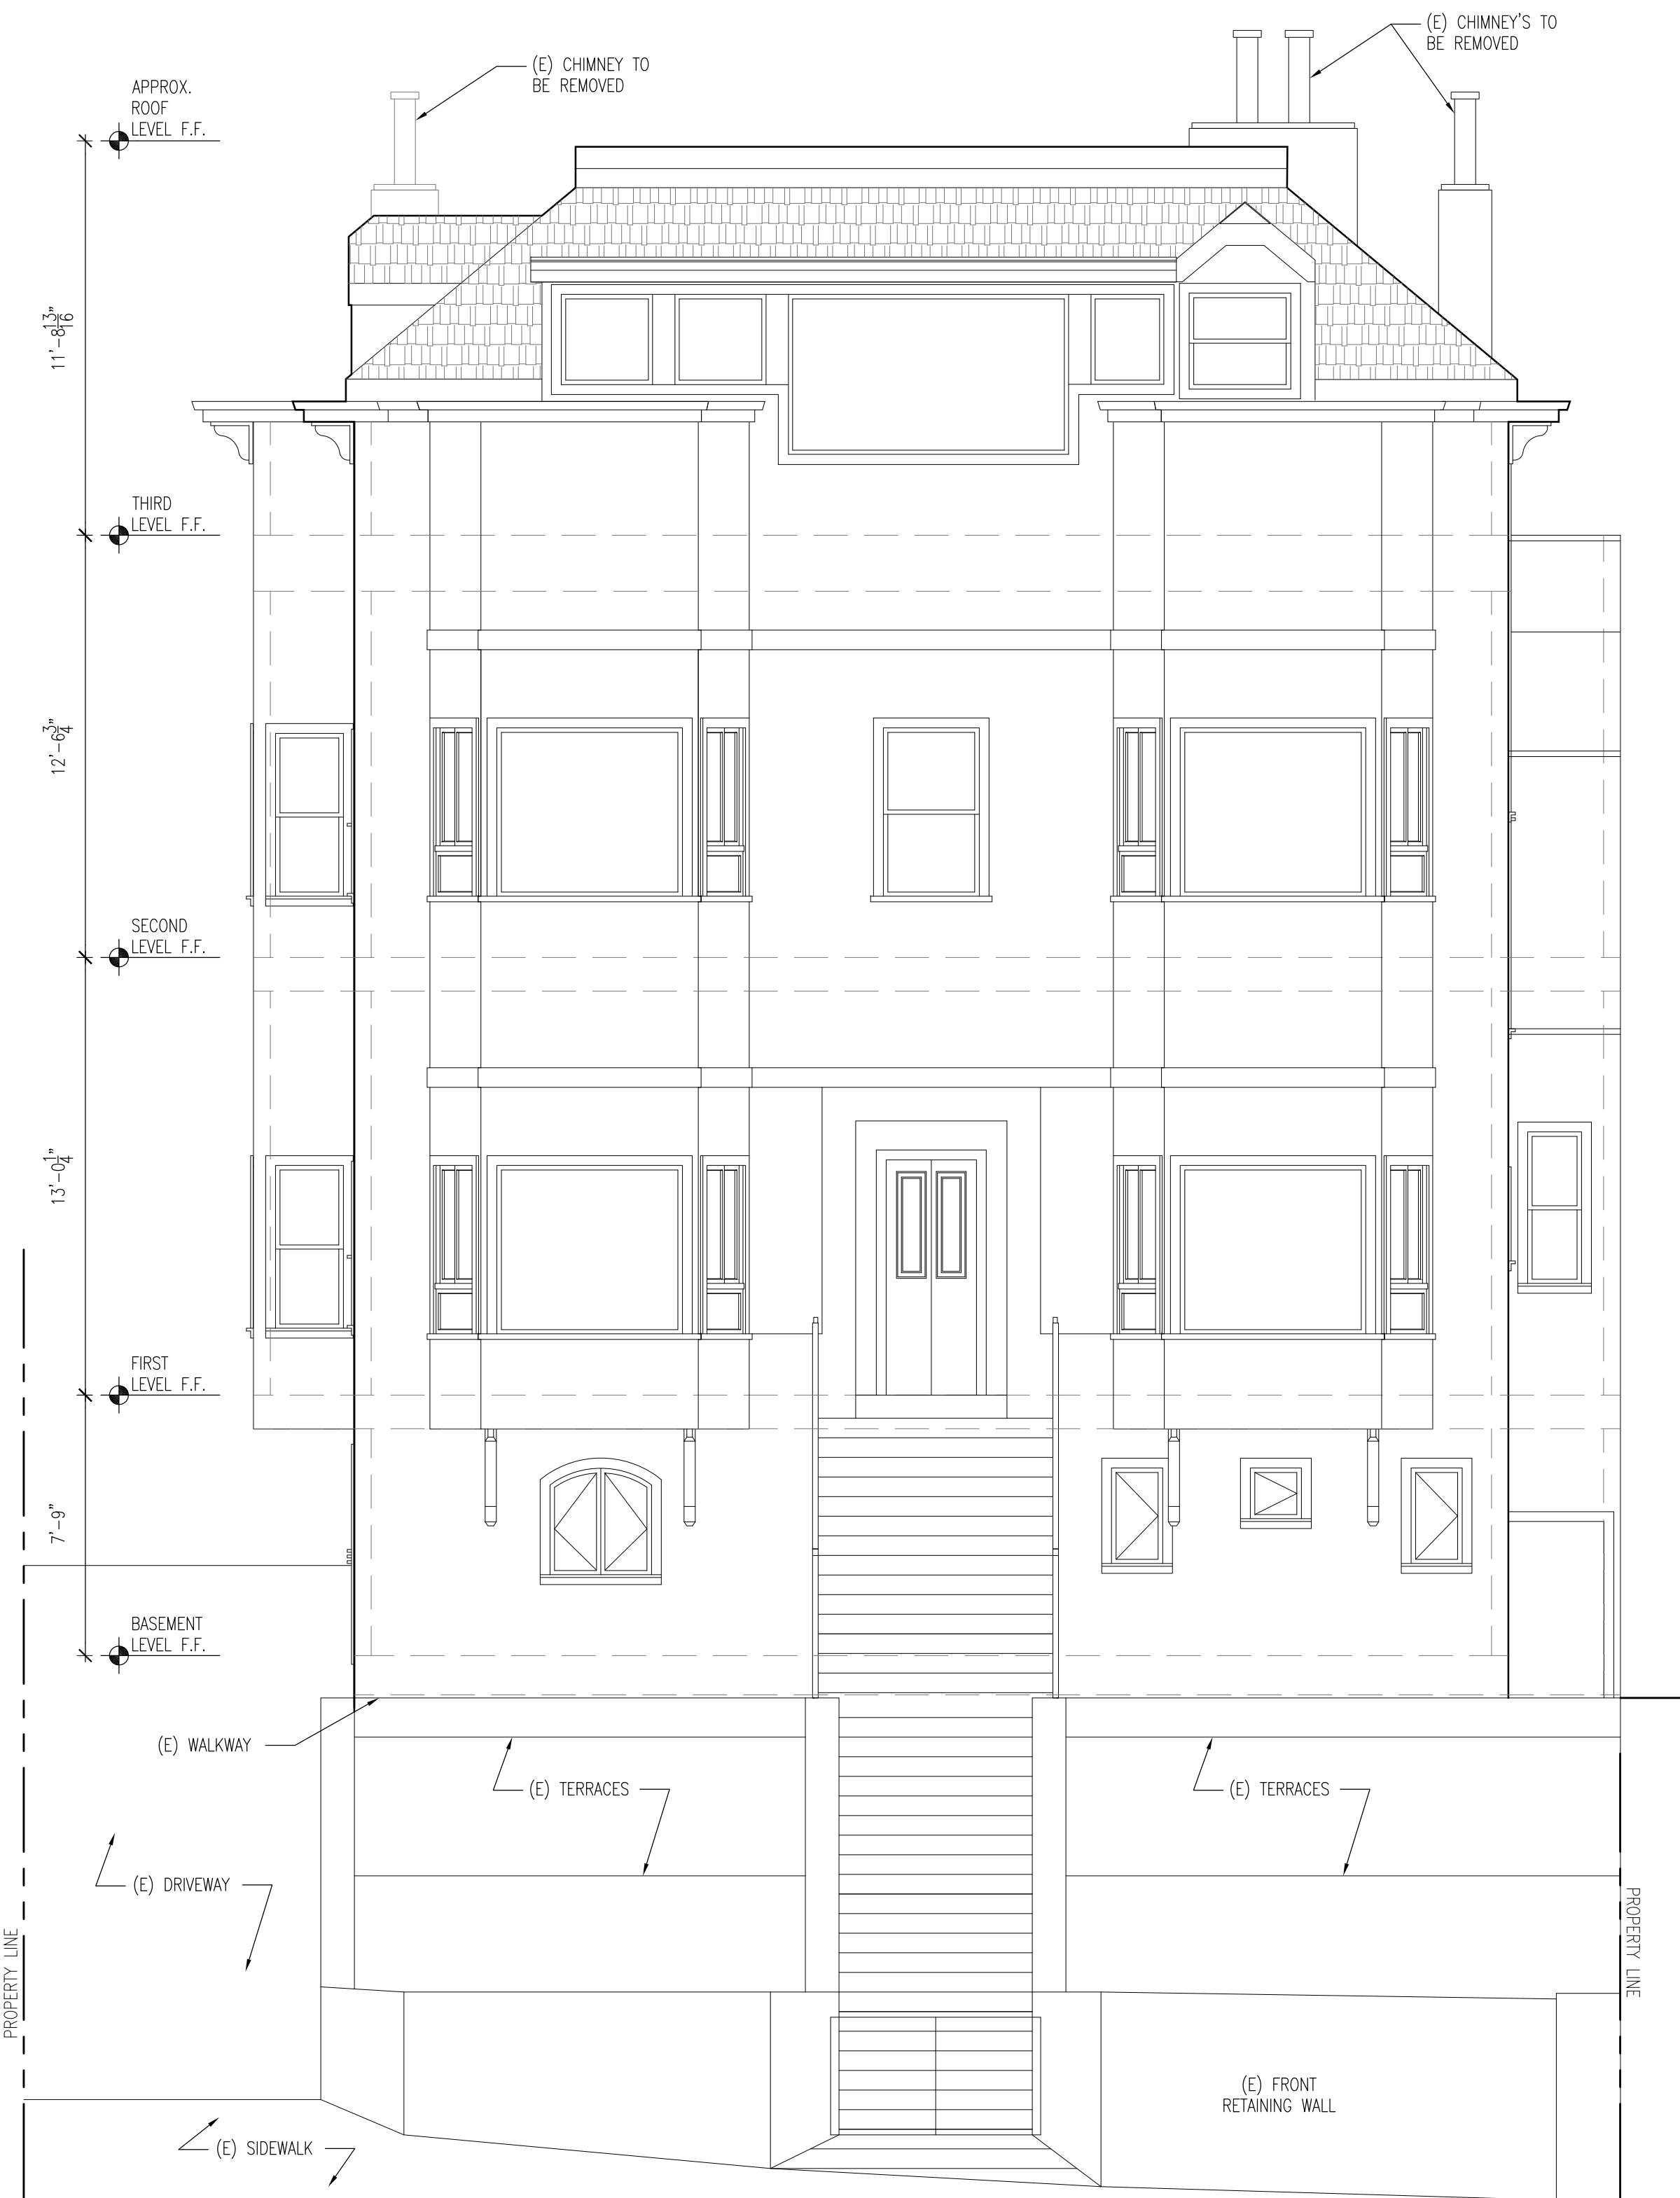 (E) CHIMNEY'S TO
BE REMOVED
(E) CHIMNEY TO
BE REMOVED
APPROX.
ROOF
LEVEL F.F.
11'-8 13/16"
THIRD
LEVEL F.F.
12'-6 3/4"
SECOND
LEVEL F.F.
13'-0 1/4"
FIRST
LEVEL F.F.
7'-9"
BASEMENT
LEVEL F.F.
(E) WALKWAY
(E) TERRACES
(E) TERRACES
(E) DRIVEWAY
PROPERTY LINE
PROPERTY LINE
(E) FRONT
RETAINING WALL
(E) SIDEWALK